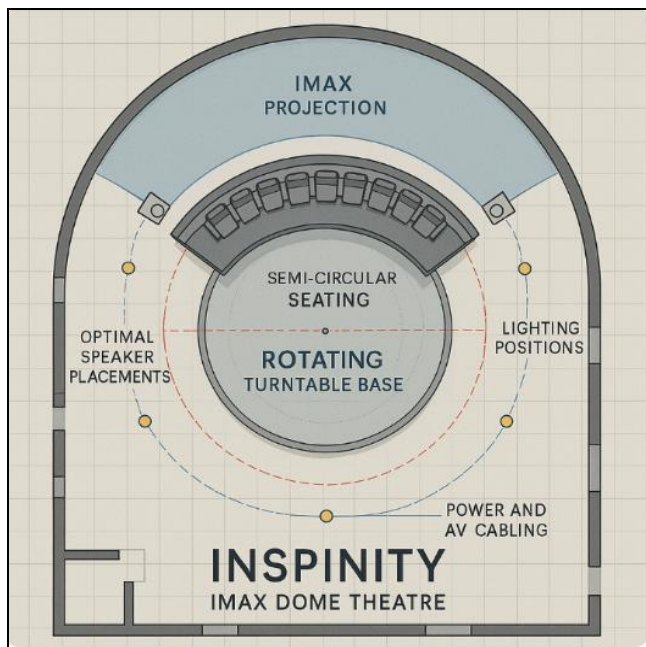 IMAX
PROJECTION
SEMI-CIRCULAR
SEATING
OPTIMAL
SPEAKER
PLACEMENTS
ROTATING
TURNTABLE BASE
LIGHTING
POSITIONS
POWER AND
AV CABLING
INSPINITY
IMAX DOME THEATRE